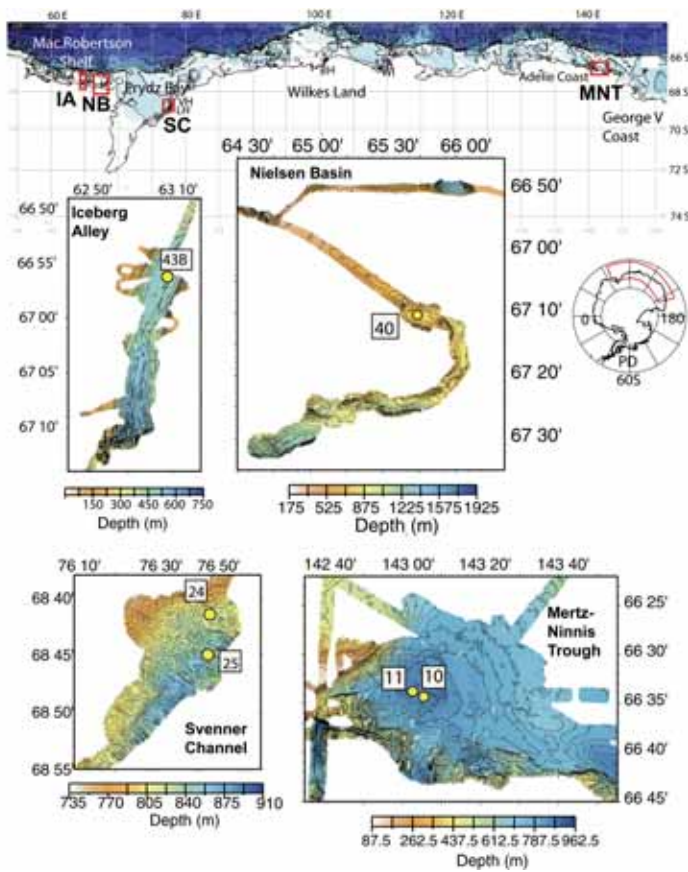 60 E
80 E
100 E
120 E
140 E
Mac.Robertson
Shelf
Prydz Bay
IA
NB
SC
VH
LH
BH
Wilkes Land
Adelie Coast
MNT
George V
Coast
66 S
68 S
70 S
72 S
74 S
62 50' 63 10'
Iceberg
Alley
66 50'
66 55'
67 00'
67 05'
67 10'
43B
150 300 450 600 750
Depth (m)
Nielsen Basin
64 30' 65 00' 65 30' 66 00'
66 50'
67 00'
67 10'
67 20'
67 30'
40
175 525 875 1225 1575 1925
Depth (m)
0
180
PD
60S
76 10' 76 30' 76 50'
68 40'
68 45'
68 50'
68 55'
24
25
Svenner
Channel
735 770 805 840 875 910
Depth (m)
142 40' 143 00' 143 20' 143 40'
66 25'
66 30'
66 35'
66 40'
66 45'
Mertz-
Ninnis
Trough
11
10
87.5 262.5 437.5 612.5 787.5 962.5
Depth (m)